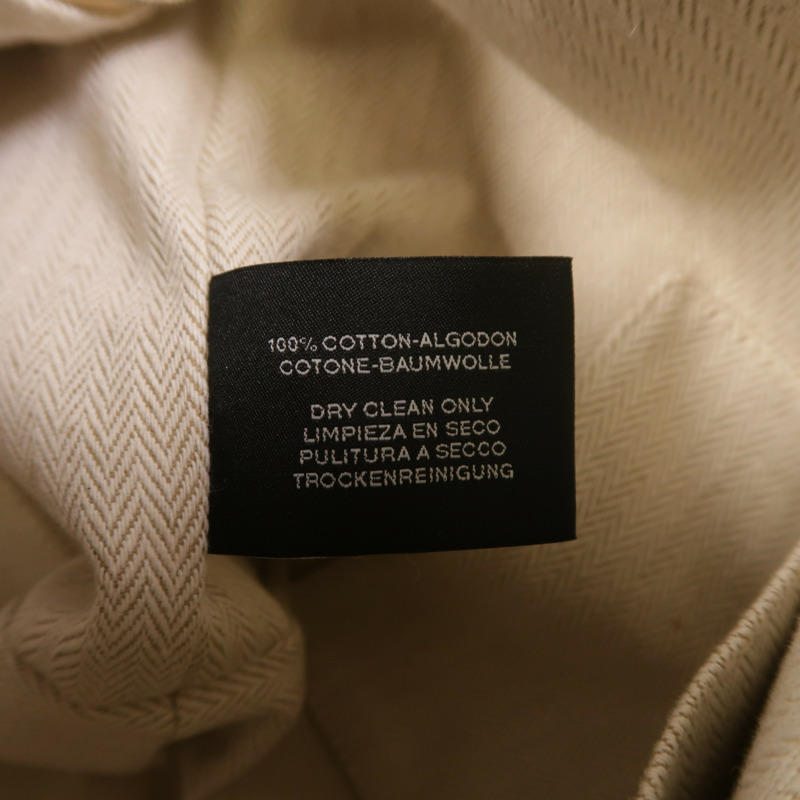 100% COTTON-ALGODON
COTONE-BAUMWOLLE
DRY CLEAN ONLY
LIMPIEZA EN SECO
PULITURA A SECCO
TROCKENREINIGUNG